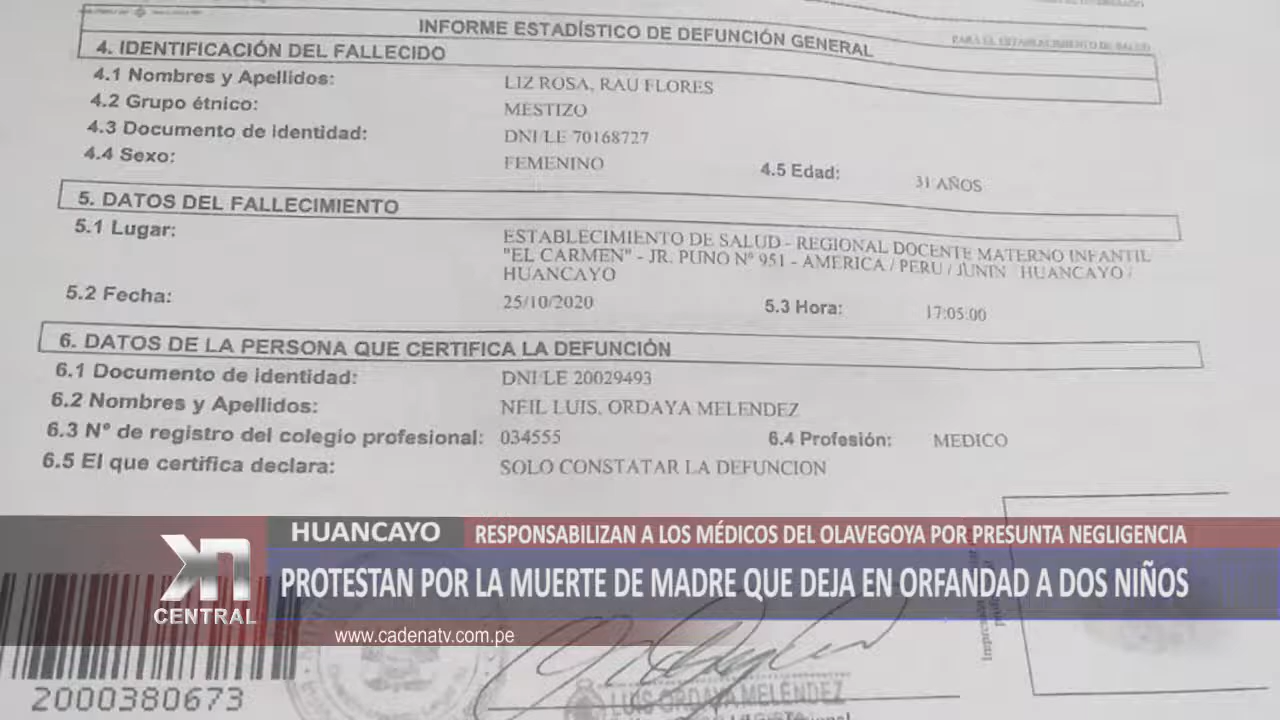 INFORME ESTADÍSTICO DE DEFUNCIÓN GENERAL
PARA EL ESTABLECIMIENTO DE SALUD
4. IDENTIFICACIÓN DEL FALLECIDO
4.1 Nombres y Apellidos: LIZ ROSA, RAU FLORES
4.2 Grupo étnico: MESTIZO
4.3 Documento de identidad: DNI/LE 70168727
4.4 Sexo: FEMENINO 4.5 Edad: 31 AÑOS
5. DATOS DEL FALLECIMIENTO
5.1 Lugar: ESTABLECIMIENTO DE SALUD - REGIONAL DOCENTE MATERNO INFANTIL
"EL CARMEN" - JR. PUNO Nº 951 - AMERICA / PERU / JUNIN / HUANCAYO /
HUANCAYO
5.2 Fecha: 25/10/2020 5.3 Hora: 17:05:00
6. DATOS DE LA PERSONA QUE CERTIFICA LA DEFUNCIÓN
6.1 Documento de identidad: DNI/LE 20029493
6.2 Nombres y Apellidos: NEIL LUIS, ORDAYA MELENDEZ
6.3 N° de registro del colegio profesional: 034555 6.4 Profesión: MEDICO
6.5 El que certifica declara: SOLO CONSTATAR LA DEFUNCION
HUANCAYO RESPONSABILIZAN A LOS MÉDICOS DEL OLAVEGOYA POR PRESUNTA NEGLIGENCIA
PROTESTAN POR LA MUERTE DE MADRE QUE DEJA EN ORFANDAD A DOS NIÑOS
CENTRAL
www.cadenatv.com.pe
2000380673
LUIS ORDAYA MELÉNDEZ